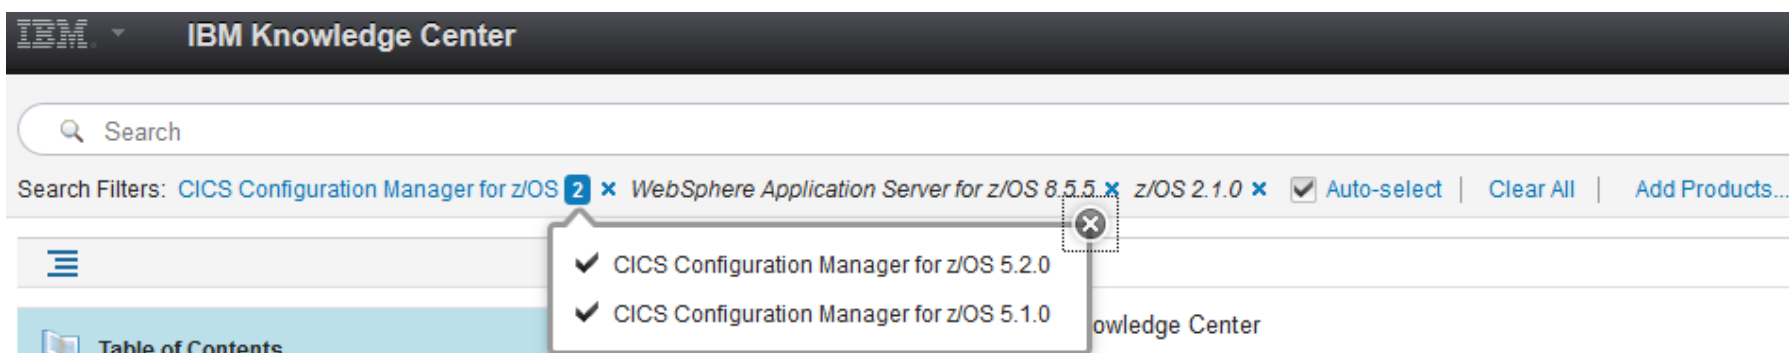 IBM. IBM Knowledge Center
Search
Search Filters: CICS Configuration Manager for z/OS 2 × WebSphere Application Server for z/OS 8.5.5. × z/OS 2.1.0 × Auto-select | Clear All | Add Products...
CICS Configuration Manager for z/OS 5.2.0
CICS Configuration Manager for z/OS 5.1.0
owledge Center
Table of Contents